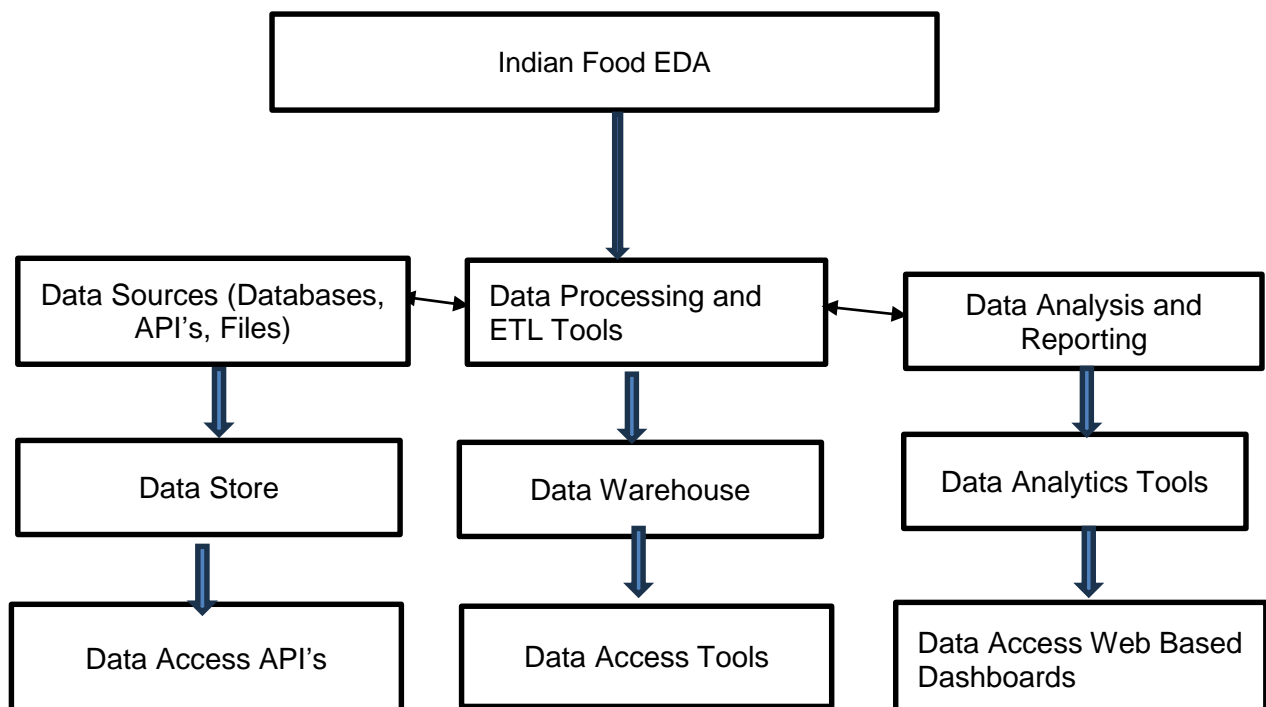 Indian Food EDA
Data Sources (Databases,
API’s, Files)
Data Processing and
ETL Tools
Data Analysis and
Reporting
Data Store
Data Warehouse
Data Analytics Tools
Data Access API’s
Data Access Tools
Data Access Web Based
Dashboards